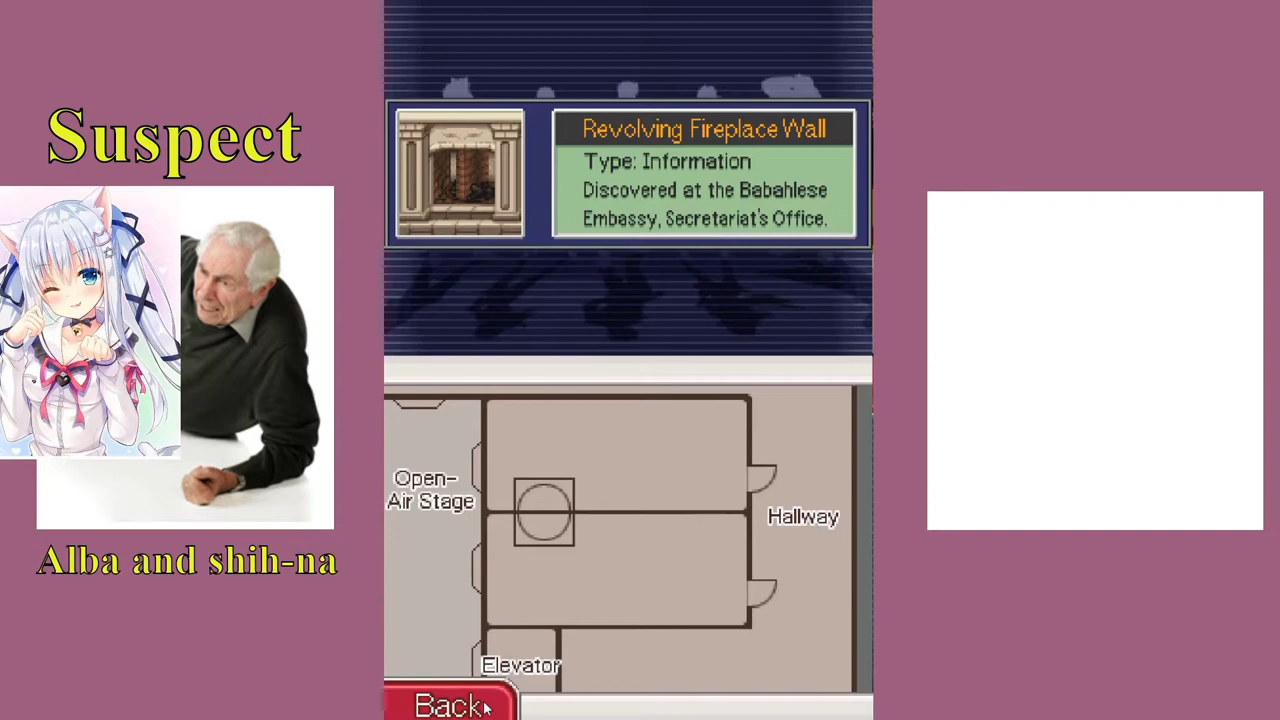 Suspect
Alba and shih-na
Revolving Fireplace Wall
Type: Information
Discovered at the Babahlese
Embassy, Secretariat's Office.
Open-
Air Stage
Hallway
Elevator
Back